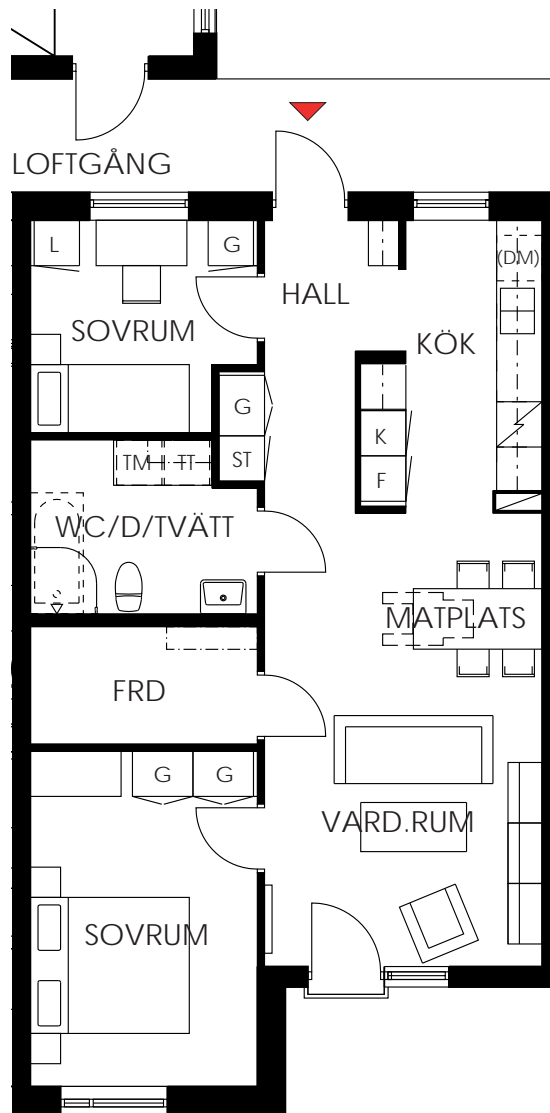 LOFTGÅNG
L
G
(DM)
HALL
SOVRUM
KÖK
G
K
ST
F
TM
TT
WC/D/TVÄTT
MATPLATS
FRD
G
G
VARD.RUM
SOVRUM